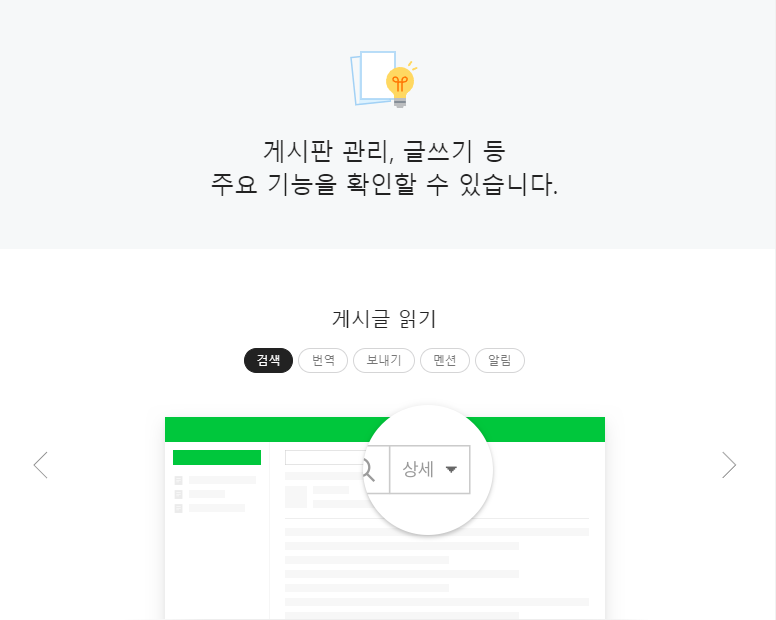 게시판 관리, 글쓰기 등
주요 기능을 확인할 수 있습니다.
게시글 읽기
검색 번역 보내기 멘션 알림
상세